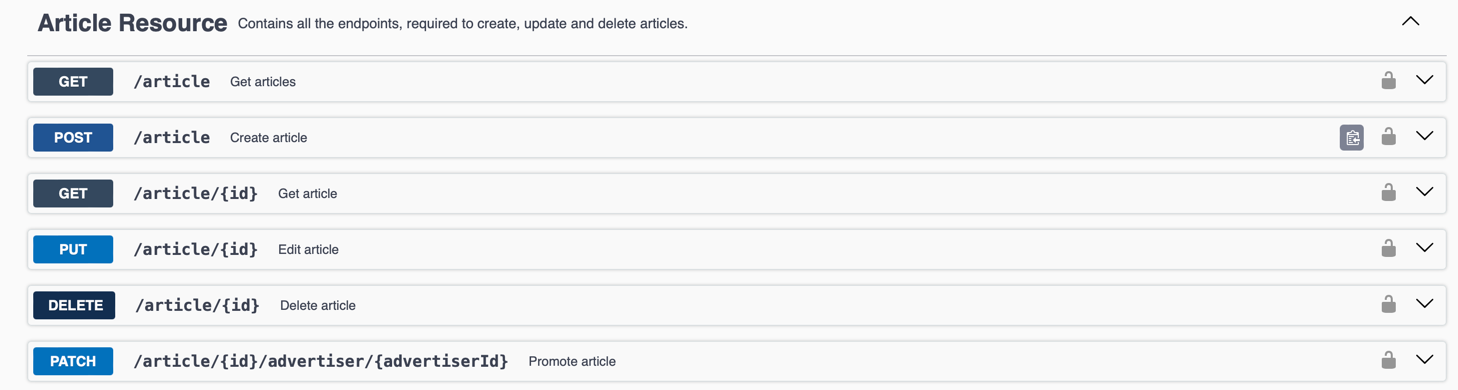 Article Resource Contains all the endpoints, required to create, update and delete articles.
GET /article Get articles
POST /article Create article
GET /article/{id} Get article
PUT /article/{id} Edit article
DELETE /article/{id} Delete article
PATCH /article/{id}/advertiser/{advertiserId} Promote article